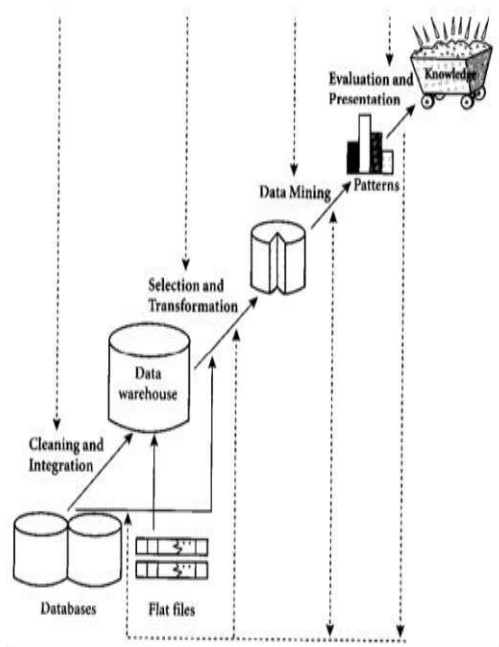 Evaluation and
Presentation
Knowledge
Patterns
Data Mining
Selection and
Transformation
Data
warehouse
Cleaning and
Integration
Databases
Flat files